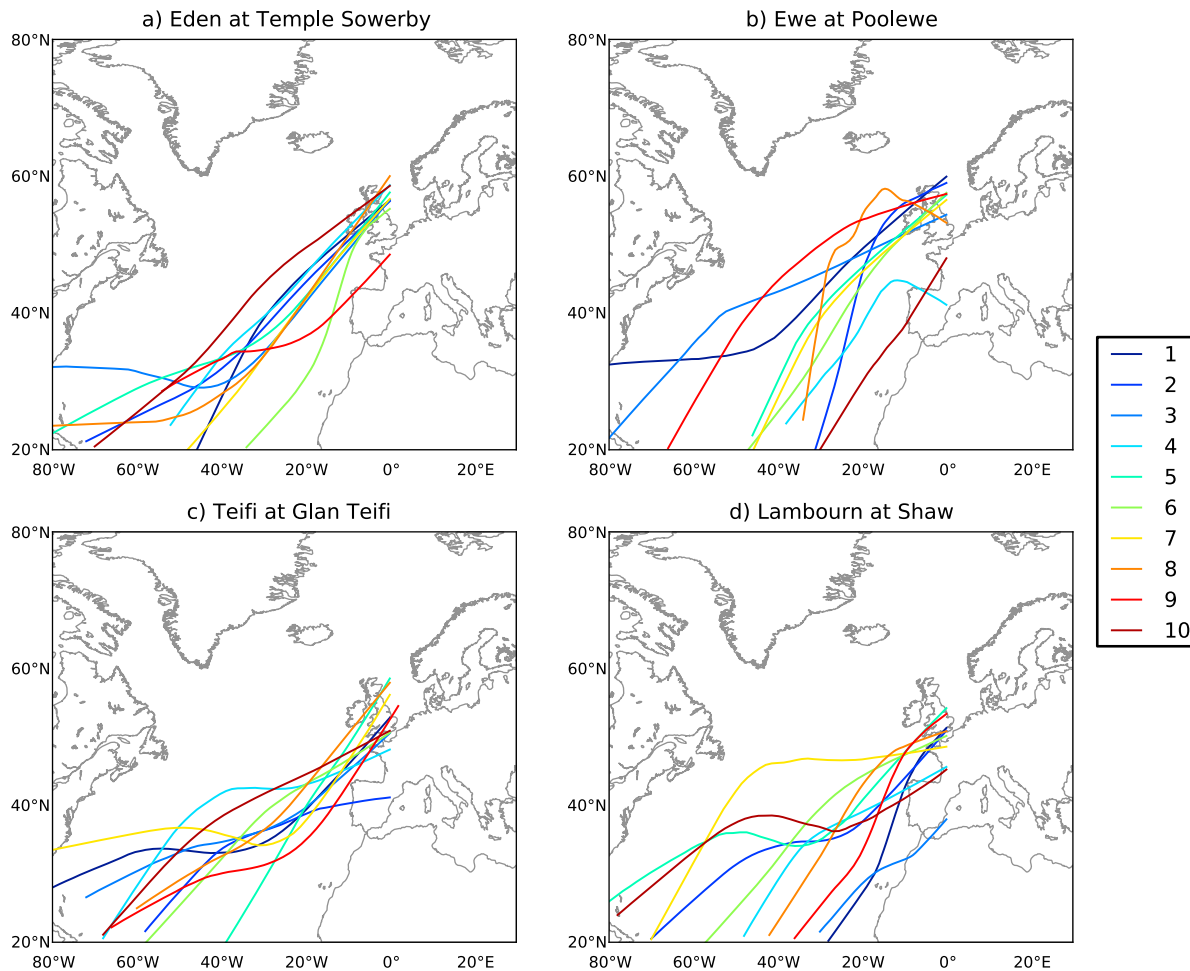 a) Eden at Temple Sowerby
b) Ewe at Poolewe
80°N
60°N
40°N
20°N
80°W 60°W 40°W 20°W 0° 20°E
80°N
60°N
40°N
20°N
80°W 60°W 40°W 20°W 0° 20°E
c) Teifi at Glan Teifi
d) Lambourn at Shaw
80°N
60°N
40°N
20°N
80°W 60°W 40°W 20°W 0° 20°E
80°N
60°N
40°N
20°N
80°W 60°W 40°W 20°W 0° 20°E
1
2
3
4
5
6
7
8
9
10